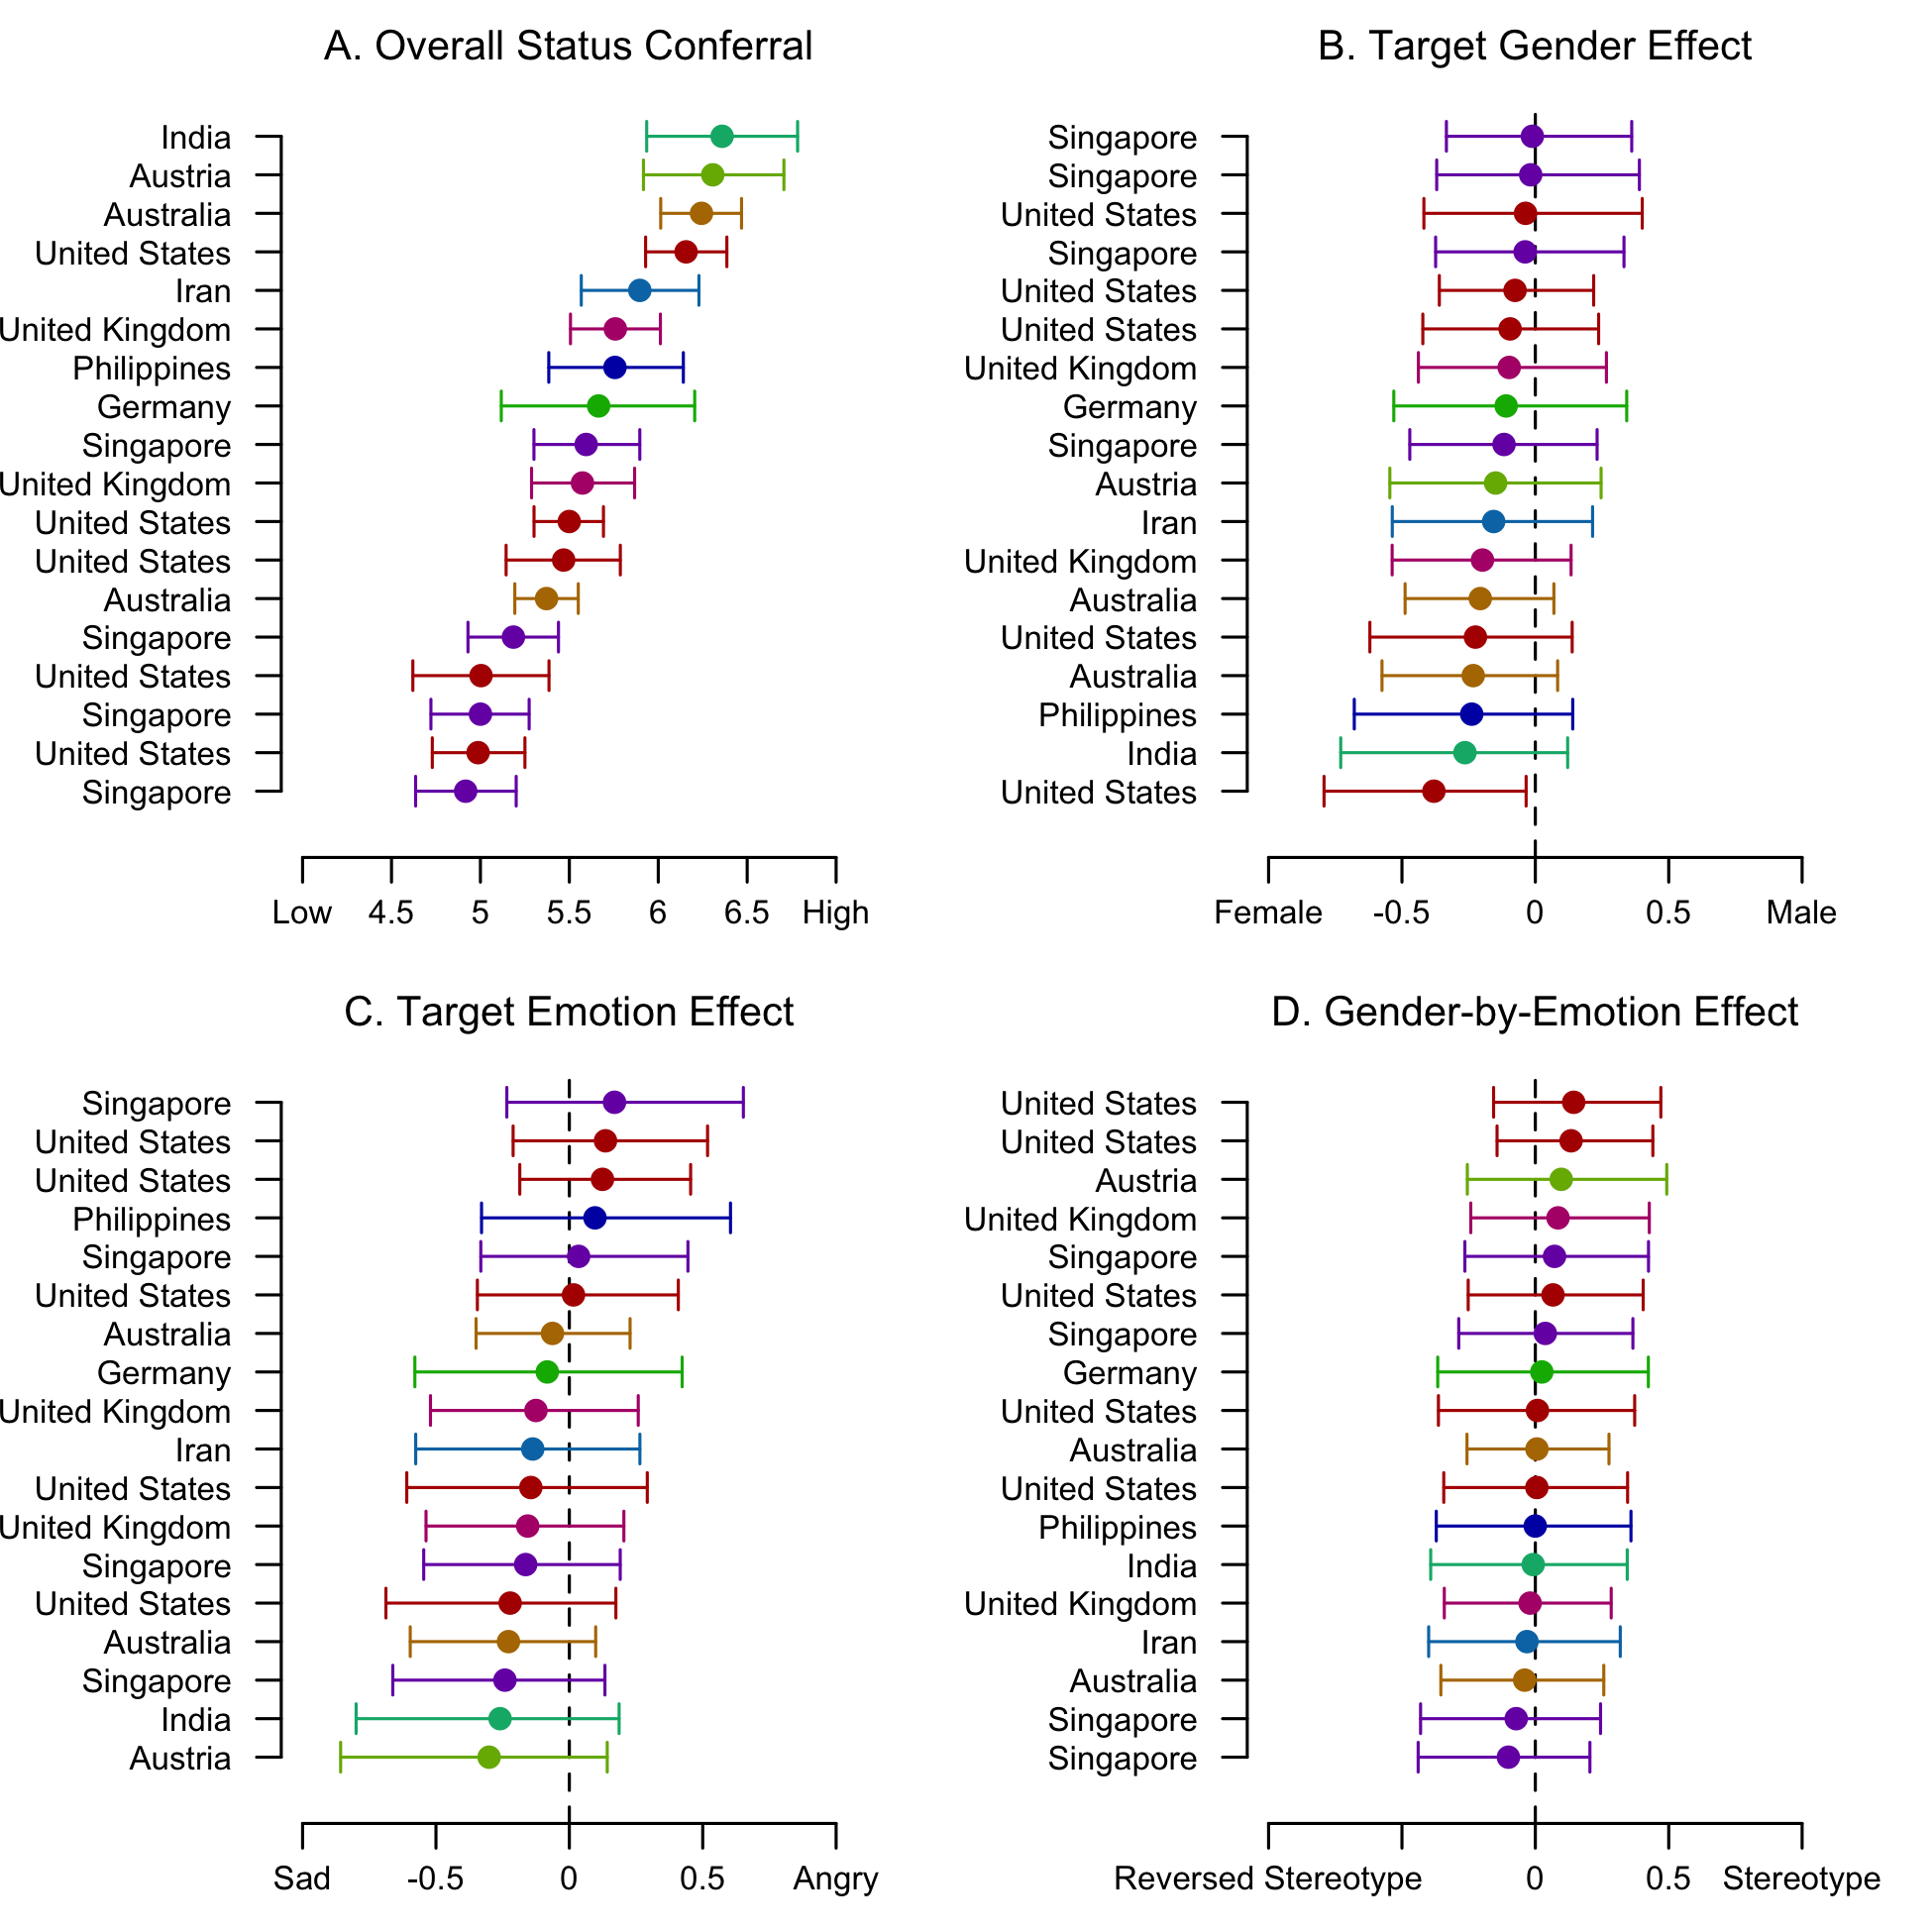 A. Overall Status Conferral
India
Austria
Australia
United States
Iran
United Kingdom
Philippines
Germany
Singapore
United Kingdom
United States
United States
Australia
Singapore
United States
Singapore
United States
Singapore
Low 4.5 5 5.5 6 6.5 High
B. Target Gender Effect
Singapore
Singapore
United States
Singapore
United States
United States
United Kingdom
Germany
Singapore
Austria
Iran
United Kingdom
Australia
United States
Australia
Philippines
India
United States
Female -0.5 0 0.5 Male
C. Target Emotion Effect
Singapore
United States
United States
Philippines
Singapore
United States
Australia
Germany
United Kingdom
Iran
United States
United Kingdom
Singapore
United States
Australia
Singapore
India
Austria
Sad -0.5 0 0.5 Angry
D. Gender-by-Emotion Effect
United States
United States
Austria
United Kingdom
Singapore
United States
Singapore
Germany
United States
Australia
United States
Philippines
India
United Kingdom
Iran
Australia
Singapore
Singapore
Reversed Stereotype 0 0.5 Stereotype